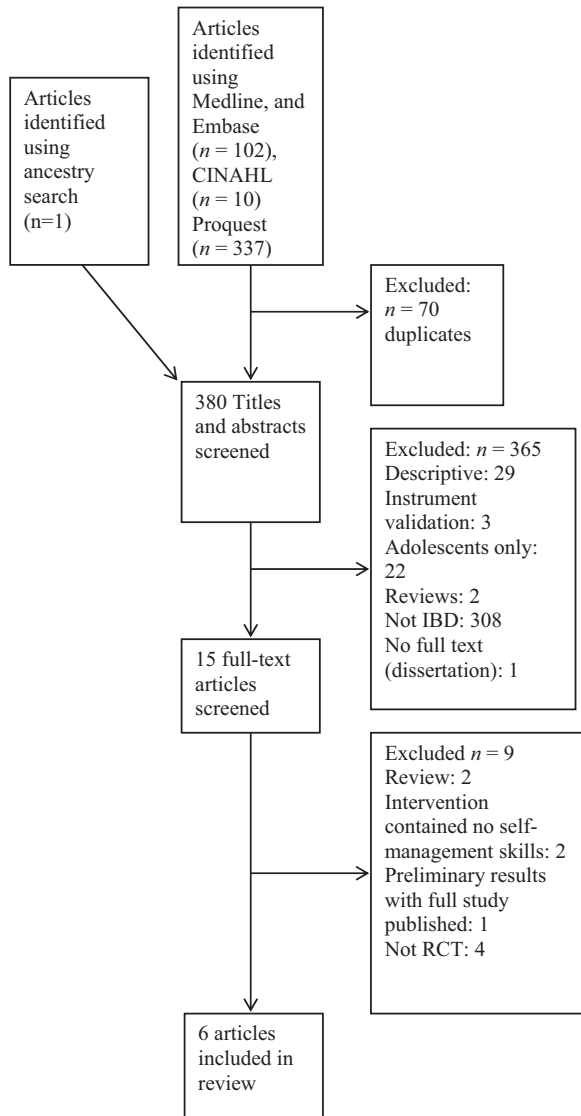 Articles
identified
using
ancestry
search
(n=1)
Articles
identified
using
Medline, and
Embase
(n = 102),
CINAHL
(n = 10)
Proquest
(n = 337)
Excluded:
n = 70
duplicates
380 Titles
and abstracts
screened
Excluded: n = 365
Descriptive: 29
Instrument
validation: 3
Adolescents only:
22
Reviews: 2
Not IBD: 308
No full text
(dissertation): 1
15 full-text
articles
screened
Excluded n = 9
Review: 2
Intervention
contained no self-
management skills: 2
Preliminary results
with full study
published: 1
Not RCT: 4
6 articles
included in
review